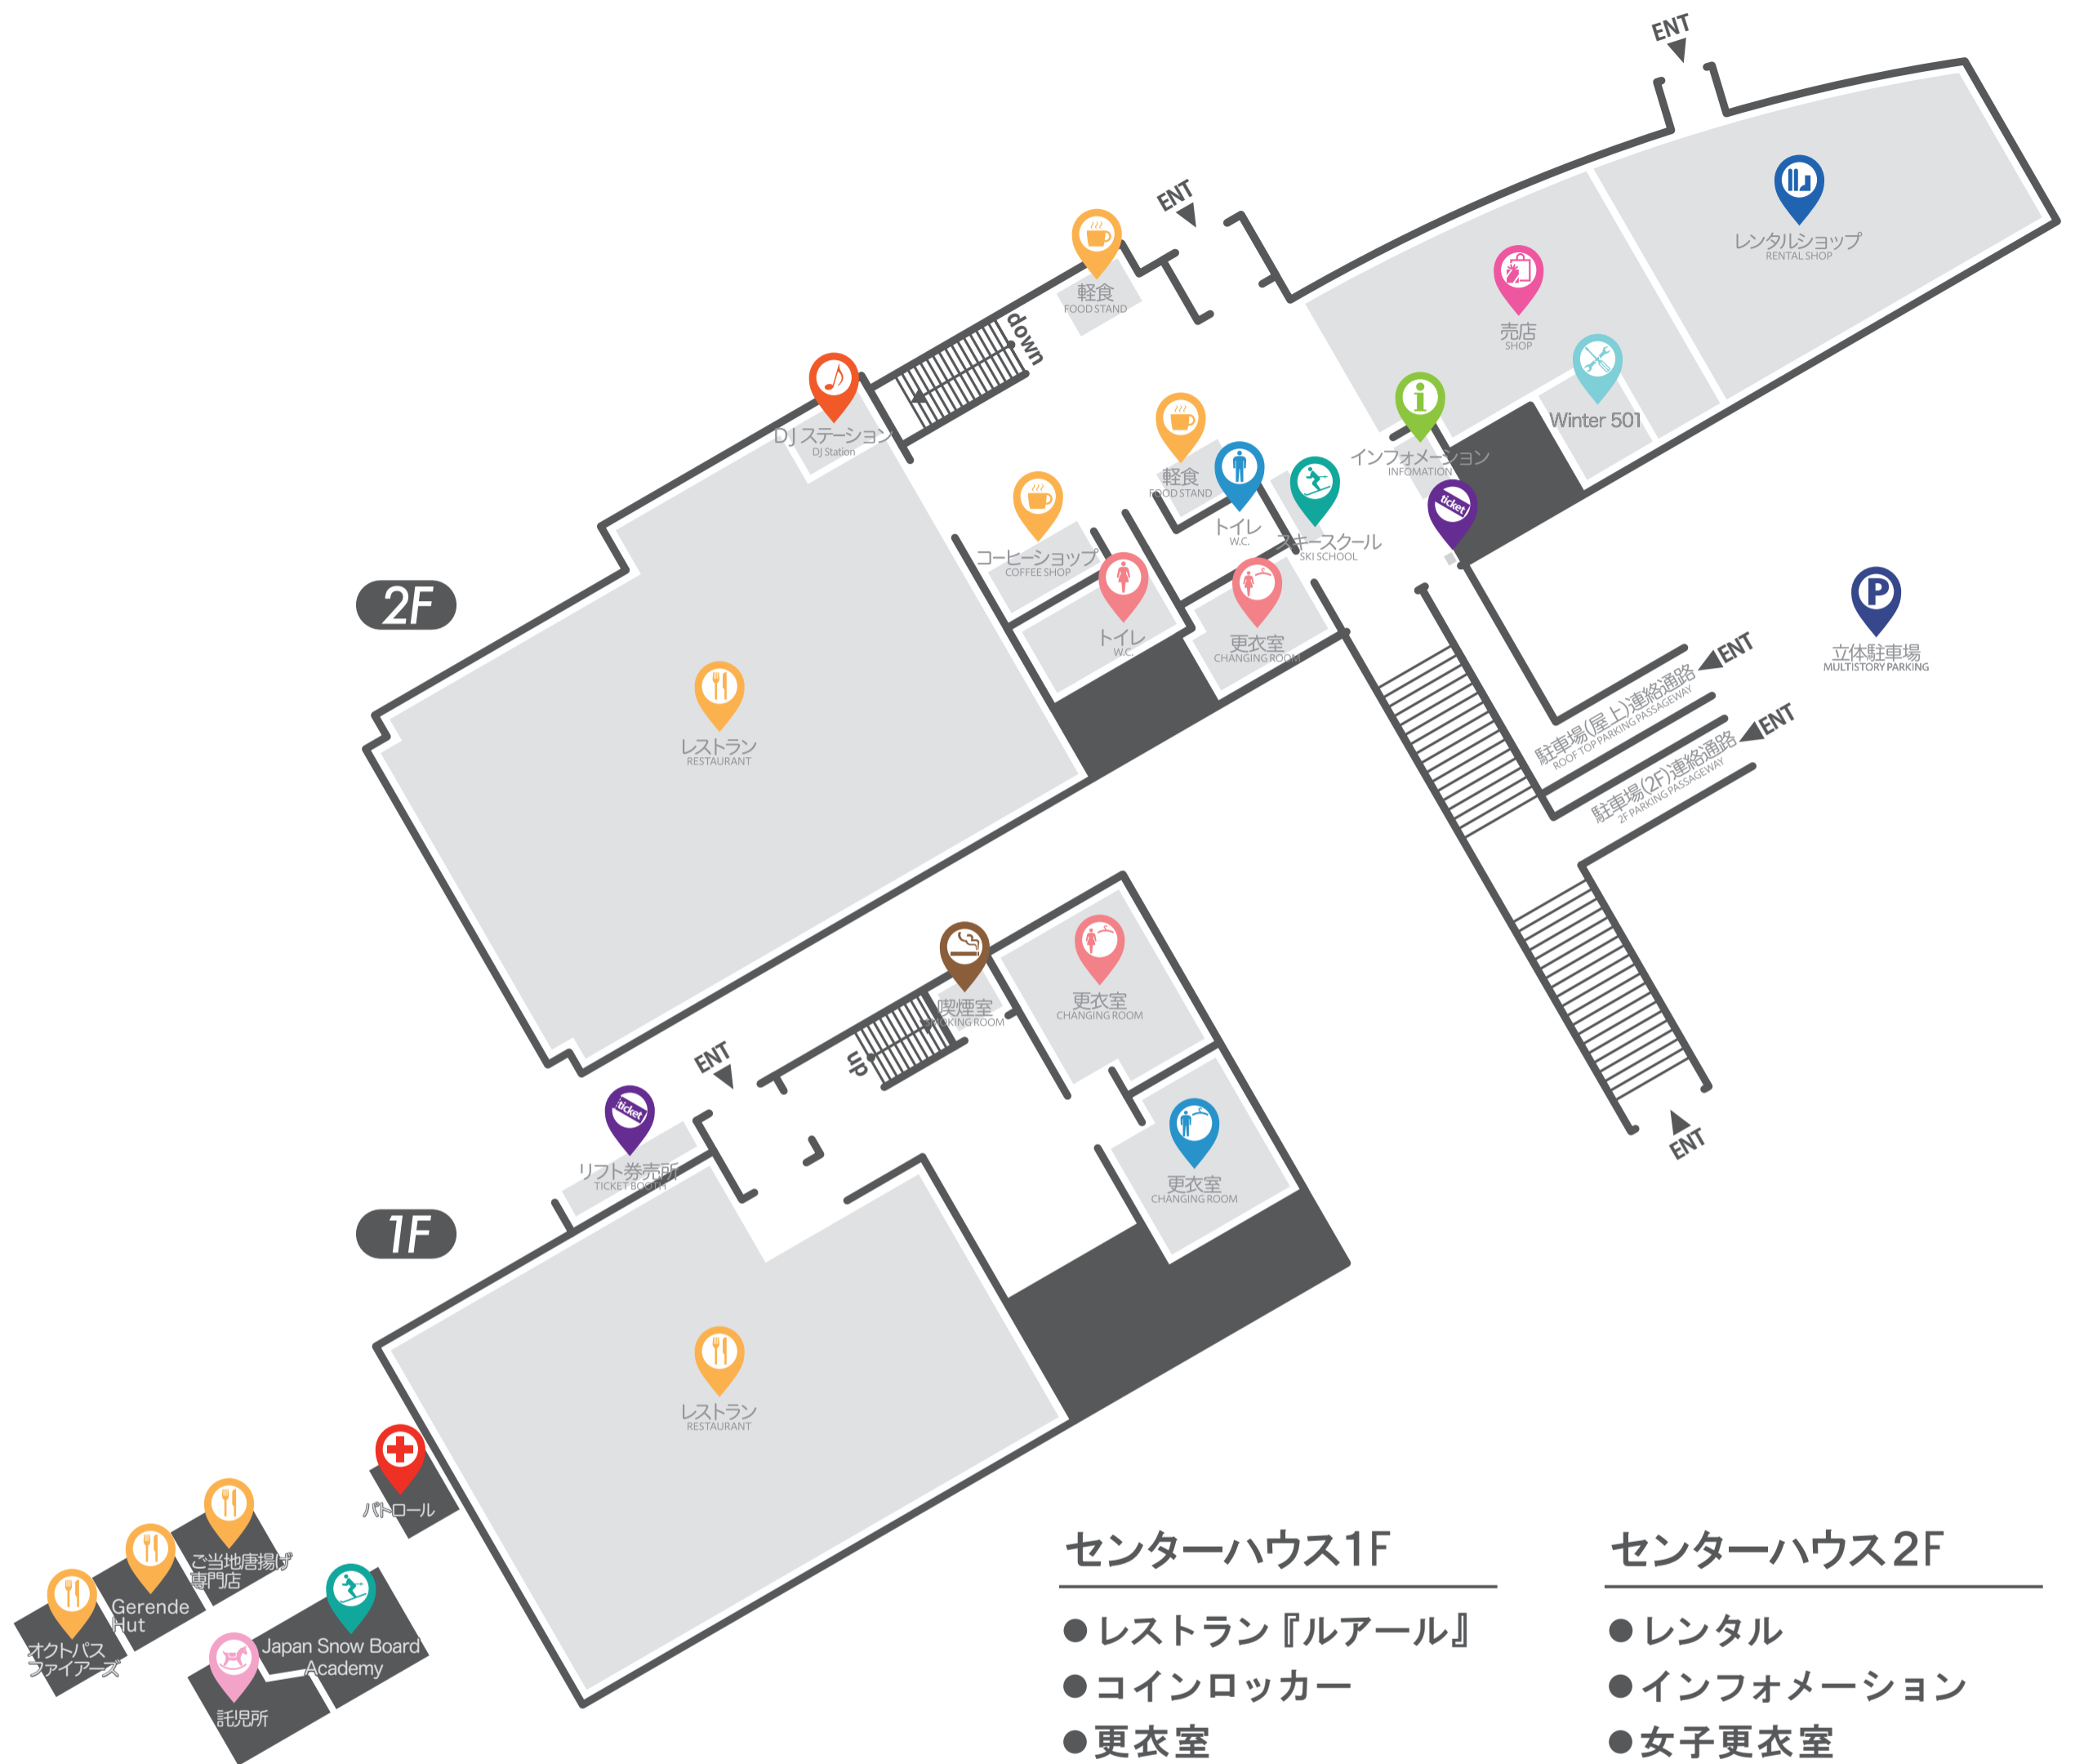 ENT
ENT
レンタルショップ
RENTAL SHOP
軽食
FOOD STAND
売店
SHOP
down
Winter 501
DJ ステーション
DJ Station
インフォメーション
INFOMATION
軽食
FOOD STAND
トイレ
W.C.
ticket
スキースクール
SKI SCHOOL
コーヒーショップ
COFFEE SHOP
2F
トイレ
W.C.
更衣室
CHANGING ROOM
P
立体駐車場
MULTISTORY PARKING
ENT
駐車場(屋上)連絡通路
ROOF TOP PARKING PASSAGEWAY
ENT
駐車場(2F)連絡通路
2F PARKING PASSAGEWAY
レストラン
RESTAURANT
喫煙室
SMOKING ROOM
更衣室
CHANGING ROOM
up
ENT
ticket
リフト券売所
TICKET BOOTH
ENT
更衣室
CHANGING ROOM
1F
レストラン
RESTAURANT
パトロール
ご当地唐揚げ
専門店
Gerende
Hut
オクトパス
ファイアーズ
Japan Snow Board
Academy
託児所
センターハウス1F
●レストラン『ルアール』
●コインロッカー
●更衣室
センターハウス2F
●レンタル
●インフォメーション
●女子更衣室